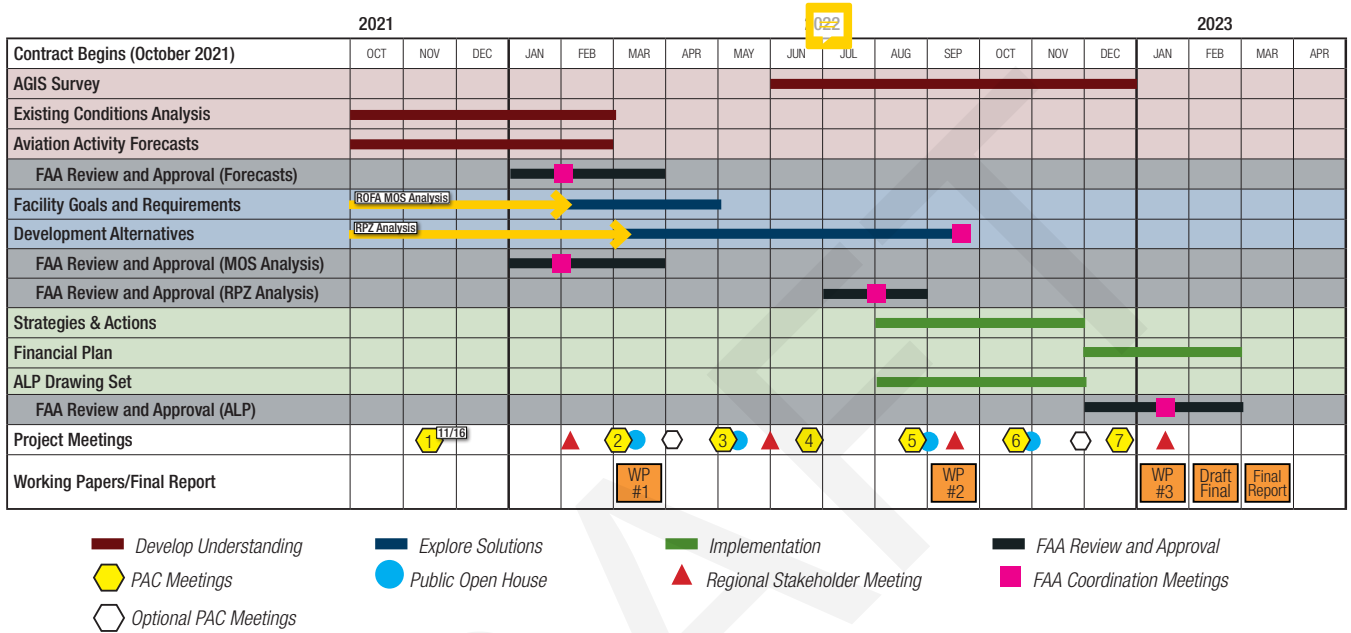 2021 2022 2023
Contract Begins (October 2021) OCT NOV DEC JAN FEB MAR APR MAY JUN JUL AUG SEP OCT NOV DEC JAN FEB MAR APR
AGIS Survey
Existing Conditions Analysis
Aviation Activity Forecasts
FAA Review and Approval (Forecasts)
Facility Goals and Requirements ROFA MOS Analysis
Development Alternatives RPZ Analysis
FAA Review and Approval (MOS Analysis)
FAA Review and Approval (RPZ Analysis)
Strategies & Actions
Financial Plan
ALP Drawing Set
FAA Review and Approval (ALP)
Project Meetings 1 11/16 2 3 4 5 6 7
Working Papers/Final Report WP #1 WP #2 WP #3 Draft Final Final Report
Develop Understanding Explore Solutions Implementation FAA Review and Approval
PAC Meetings Public Open House Regional Stakeholder Meeting FAA Coordination Meetings
Optional PAC Meetings